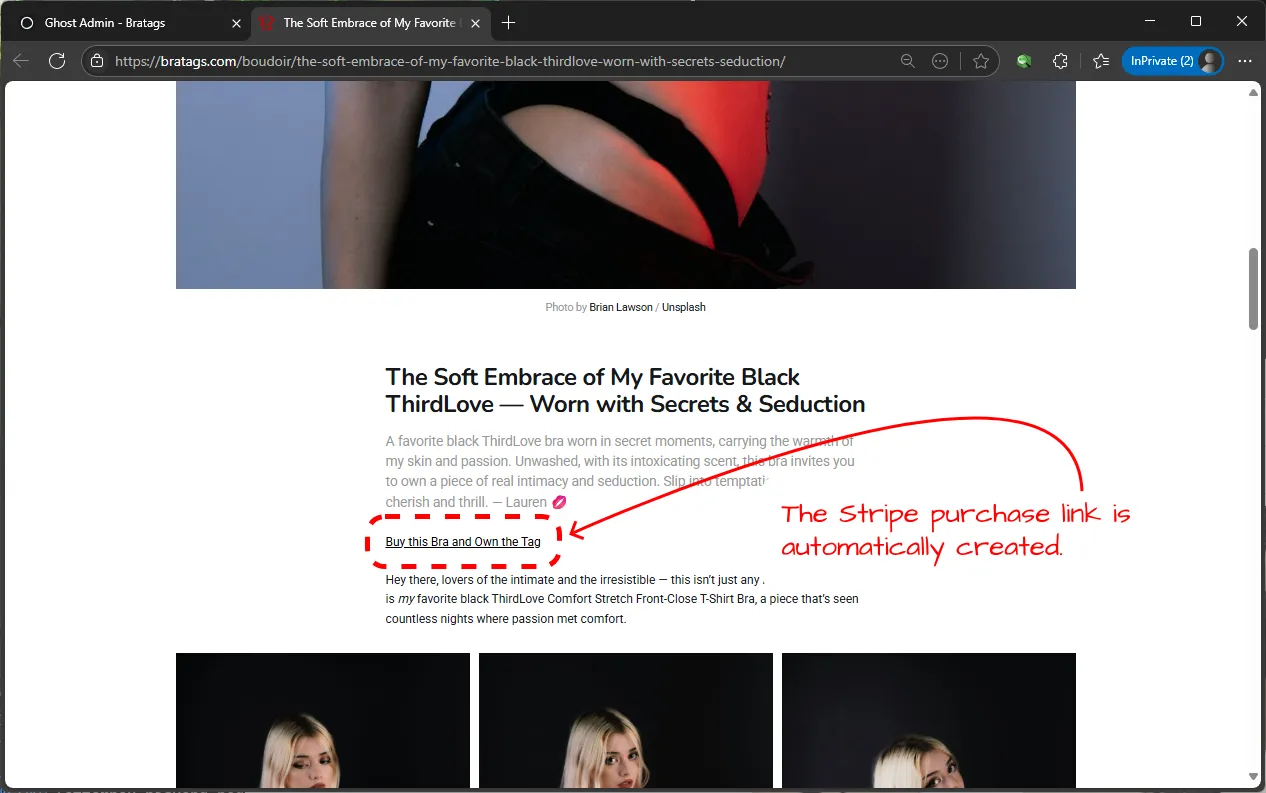 Ghost Admin - Bratags
The Soft Embrace of My Favorite
https://bratags.com/boudoir/the-soft-embrace-of-my-favorite-black-thirdlove-worn-with-secrets-seduction/
InPrivate (2)
Photo by Brian Lawson / Unsplash
The Soft Embrace of My Favorite Black
ThirdLove — Worn with Secrets & Seduction
A favorite black ThirdLove bra worn in secret moments, carrying the warmth of
my skin and passion. Unwashed, with its intoxicating scent, this bra invites you
to own a piece of real intimacy and seduction. Slip into
cherish and thrill. — Lauren 💋
Buy this Bra and Own the Tag
The Stripe purchase link is
automatically created.
Hey there, lovers of the intimate and the irresistible — this isn't just any .
is my favorite black ThirdLove Comfort Stretch Front-Close T-Shirt Bra, a piece that's seen
countless nights where passion met comfort.